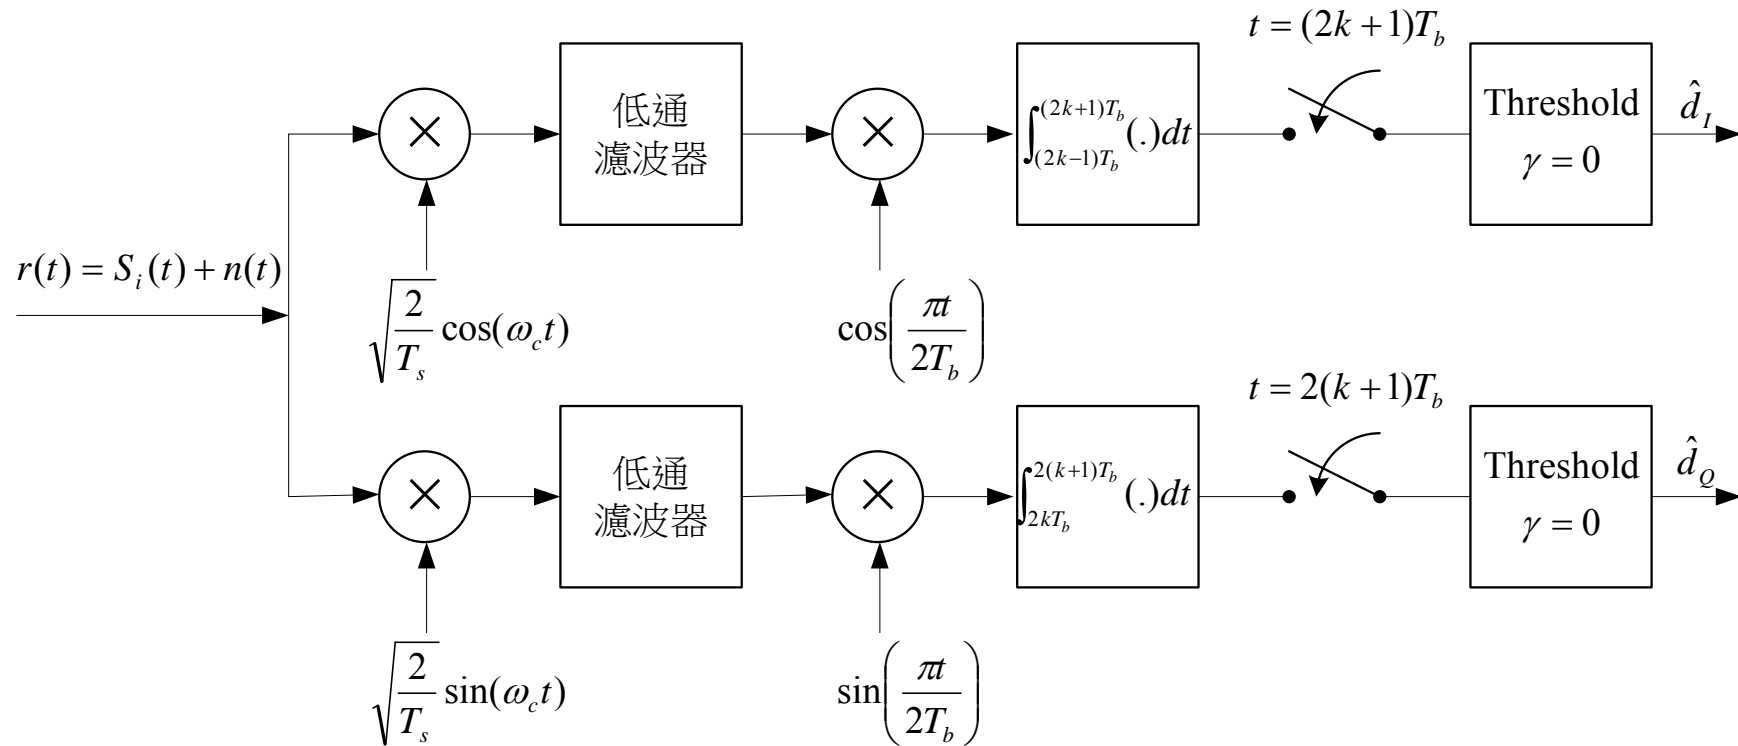 t = (2k + 1)T_b
低通
濾波器
∫_{(2k−1)T_b}^{(2k+1)T_b} (.)dt
Threshold
γ = 0
d̂_I
r(t) = S_i(t) + n(t)
√(2/T_s) cos(ω_c t)
cos(πt/2T_b)
t = 2(k + 1)T_b
低通
濾波器
∫_{2kT_b}^{2(k+1)T_b} (.)dt
Threshold
γ = 0
d̂_Q
√(2/T_s) sin(ω_c t)
sin(πt/2T_b)